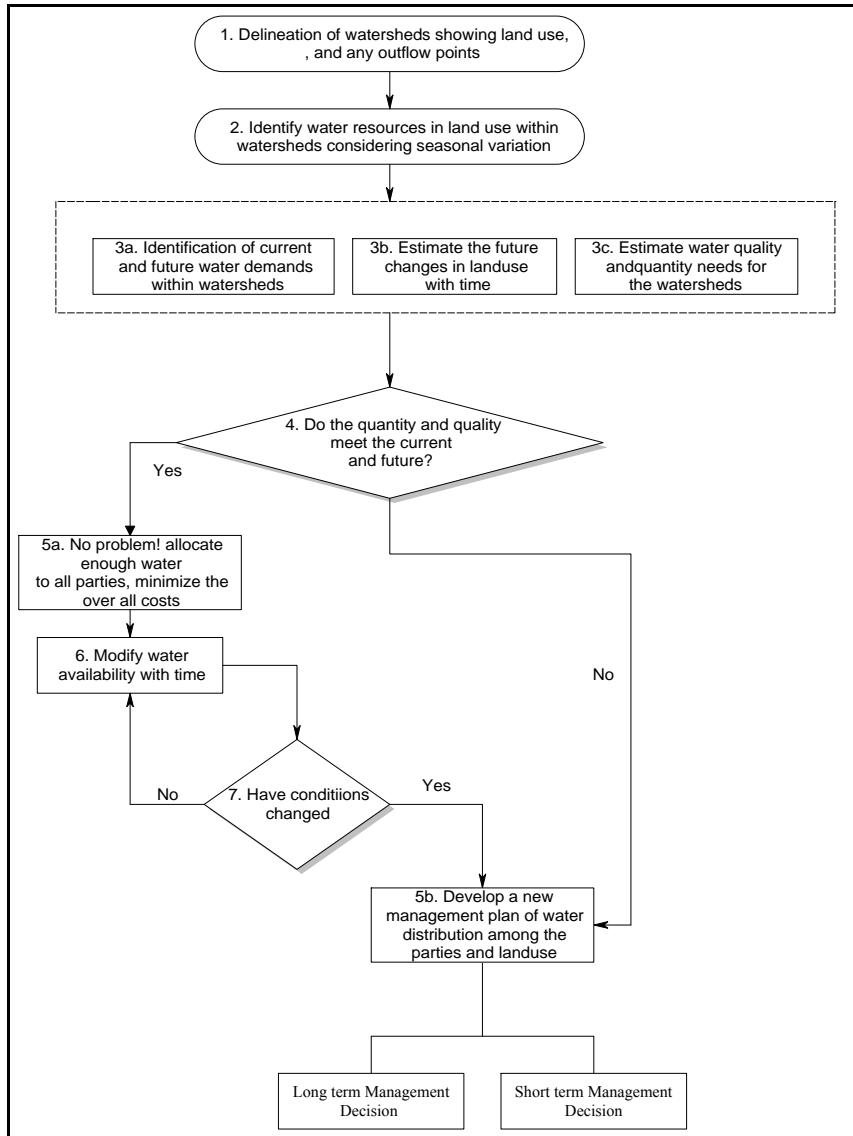 1. Delineation of watersheds showing land use,
, and any outflow points
2. Identify water resources in land use within
watersheds considering seasonal variation
3a. Identification of current
and future water demands
within watersheds
3b. Estimate the future
changes in landuse
with time
3c. Estimate water quality
andquantity needs for
the watersheds
4. Do the quantity and quality
meet the current
and future?
Yes
5a. No problem! allocate
enough water
to all parties, minimize the
over all costs
6. Modify water
availability with time
No
No
7. Have conditiions
changed
Yes
5b. Develop a new
management plan of water
distribution among the
parties and landuse
Long term Management
Decision
Short term Management
Decision